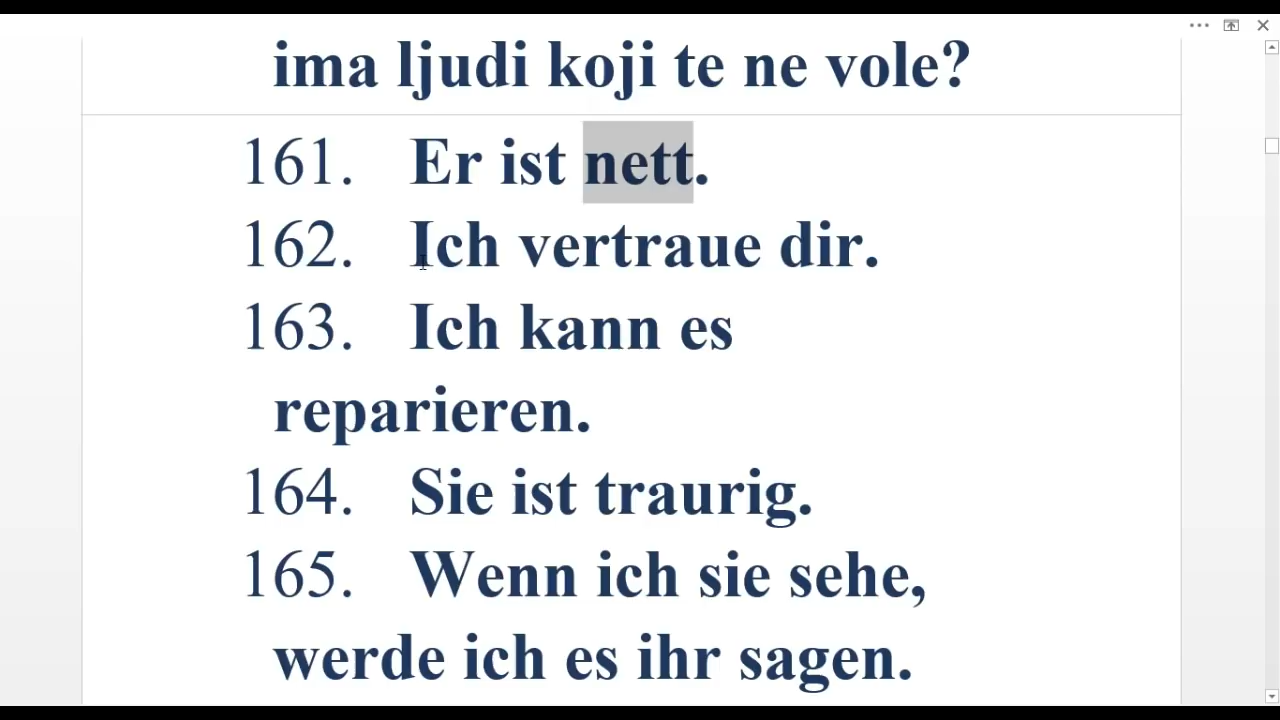 ima ljudi koji te ne vole?
161. Er ist nett.
162. Ich vertraue dir.
163. Ich kann es
reparieren.
164. Sie ist traurig.
165. Wenn ich sie sehe,
werde ich es ihr sagen.